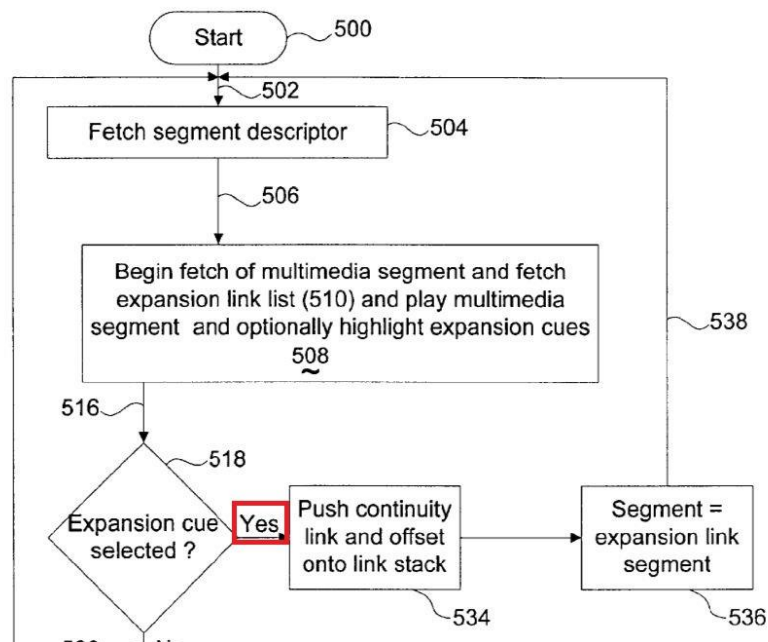 Start
500
502
Fetch segment descriptor
504
506
Begin fetch of multimedia segment and fetch
expansion link list (510) and play multimedia
segment and optionally highlight expansion cues
508
538
516
518
Expansion cue
selected ?
Yes
Push continuity
link and offset
onto link stack
534
Segment =
expansion link
segment
536